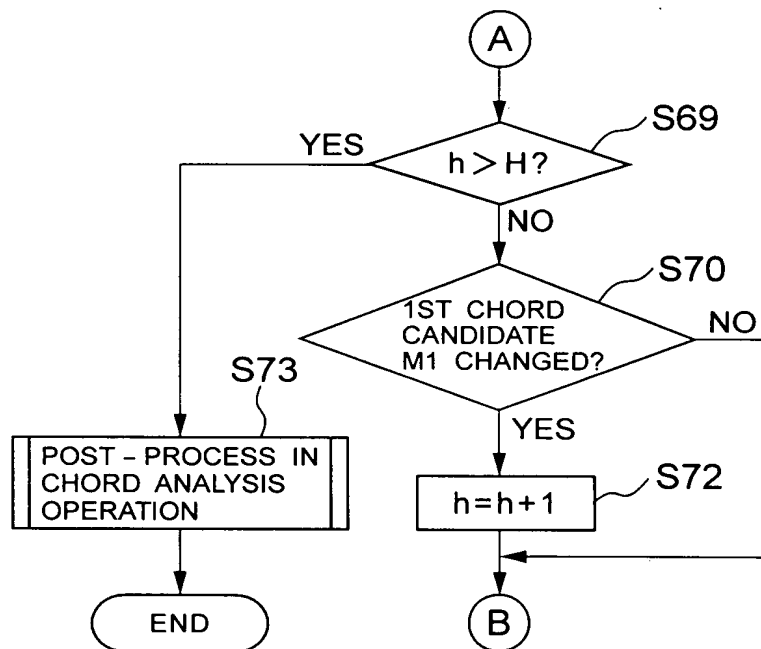 A
S69
YES
h > H?
NO
S70
1ST CHORD
CANDIDATE
M1 CHANGED?
NO
S73
YES
POST - PROCESS IN
CHORD ANALYSIS
OPERATION
S72
h = h + 1
END
B